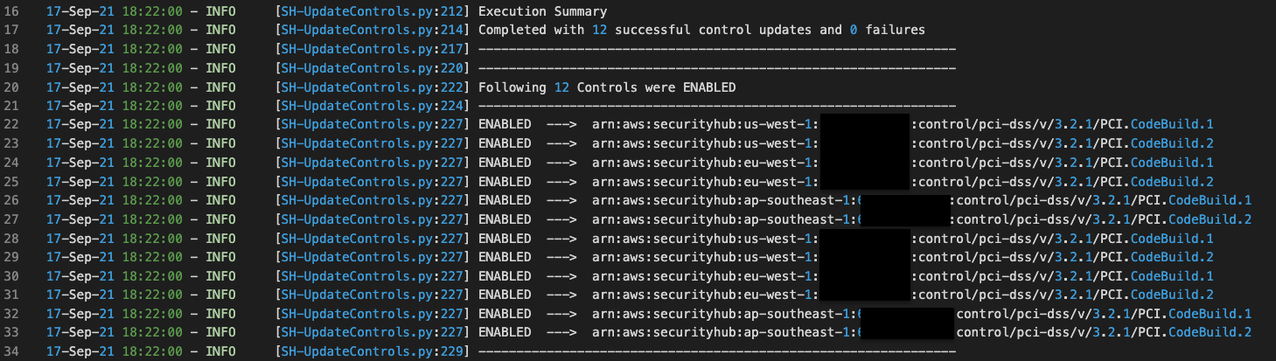 16 17-Sep-21 18:22:00 - INFO [SH-UpdateControls.py:212] Execution Summary
17 17-Sep-21 18:22:00 - INFO [SH-UpdateControls.py:214] Completed with 12 successful control updates and 0 failures
18 17-Sep-21 18:22:00 - INFO [SH-UpdateControls.py:217] ---------------------------------------------------------------
19 17-Sep-21 18:22:00 - INFO [SH-UpdateControls.py:220] ---------------------------------------------------------------
20 17-Sep-21 18:22:00 - INFO [SH-UpdateControls.py:222] Following 12 Controls were ENABLED
21 17-Sep-21 18:22:00 - INFO [SH-UpdateControls.py:224] ---------------------------------------------------------------
22 17-Sep-21 18:22:00 - INFO [SH-UpdateControls.py:227] ENABLED ---> arn:aws:securityhub:us-west-1: :control/pci-dss/v/3.2.1/PCI.CodeBuild.1
23 17-Sep-21 18:22:00 - INFO [SH-UpdateControls.py:227] ENABLED ---> arn:aws:securityhub:us-west-1: :control/pci-dss/v/3.2.1/PCI.CodeBuild.2
24 17-Sep-21 18:22:00 - INFO [SH-UpdateControls.py:227] ENABLED ---> arn:aws:securityhub:eu-west-1: :control/pci-dss/v/3.2.1/PCI.CodeBuild.1
25 17-Sep-21 18:22:00 - INFO [SH-UpdateControls.py:227] ENABLED ---> arn:aws:securityhub:eu-west-1: :control/pci-dss/v/3.2.1/PCI.CodeBuild.2
26 17-Sep-21 18:22:00 - INFO [SH-UpdateControls.py:227] ENABLED ---> arn:aws:securityhub:ap-southeast-1: :control/pci-dss/v/3.2.1/PCI.CodeBuild.1
27 17-Sep-21 18:22:00 - INFO [SH-UpdateControls.py:227] ENABLED ---> arn:aws:securityhub:ap-southeast-1: :control/pci-dss/v/3.2.1/PCI.CodeBuild.2
28 17-Sep-21 18:22:00 - INFO [SH-UpdateControls.py:227] ENABLED ---> arn:aws:securityhub:us-west-1: :control/pci-dss/v/3.2.1/PCI.CodeBuild.1
29 17-Sep-21 18:22:00 - INFO [SH-UpdateControls.py:227] ENABLED ---> arn:aws:securityhub:us-west-1: :control/pci-dss/v/3.2.1/PCI.CodeBuild.2
30 17-Sep-21 18:22:00 - INFO [SH-UpdateControls.py:227] ENABLED ---> arn:aws:securityhub:eu-west-1: :control/pci-dss/v/3.2.1/PCI.CodeBuild.1
31 17-Sep-21 18:22:00 - INFO [SH-UpdateControls.py:227] ENABLED ---> arn:aws:securityhub:eu-west-1: :control/pci-dss/v/3.2.1/PCI.CodeBuild.2
32 17-Sep-21 18:22:00 - INFO [SH-UpdateControls.py:227] ENABLED ---> arn:aws:securityhub:ap-southeast-1: control/pci-dss/v/3.2.1/PCI.CodeBuild.1
33 17-Sep-21 18:22:00 - INFO [SH-UpdateControls.py:227] ENABLED ---> arn:aws:securityhub:ap-southeast-1: control/pci-dss/v/3.2.1/PCI.CodeBuild.2
34 17-Sep-21 18:22:00 - INFO [SH-UpdateControls.py:229] ---------------------------------------------------------------